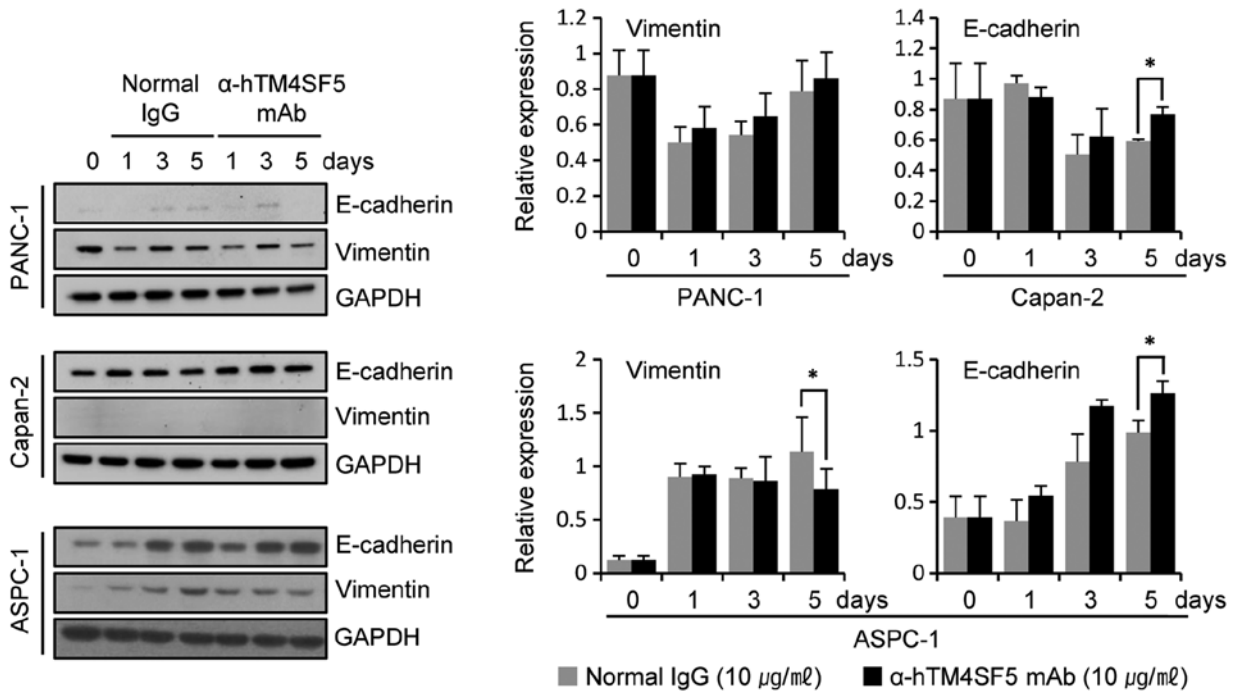 Normal IgG
α-hTM4SF5 mAb
0 1 3 5 1 3 5 days
PANC-1
E-cadherin
Vimentin
GAPDH
Capan-2
E-cadherin
Vimentin
GAPDH
ASPC-1
E-cadherin
Vimentin
GAPDH
Relative expression
Vimentin
1.2
1
0.8
0.6
0.4
0.2
0
0 1 3 5 days
PANC-1
E-cadherin
1.4
1.2
1
0.8
0.6
0.4
0.2
0
*
0 1 3 5 days
Capan-2
Relative expression
Vimentin
2
1.5
1
0.5
0
*
0 1 3 5 days
E-cadherin
1.5
1
0.5
0
*
0 1 3 5 days
ASPC-1
Normal IgG (10 ㎍/㎖) α-hTM4SF5 mAb (10 ㎍/㎖)